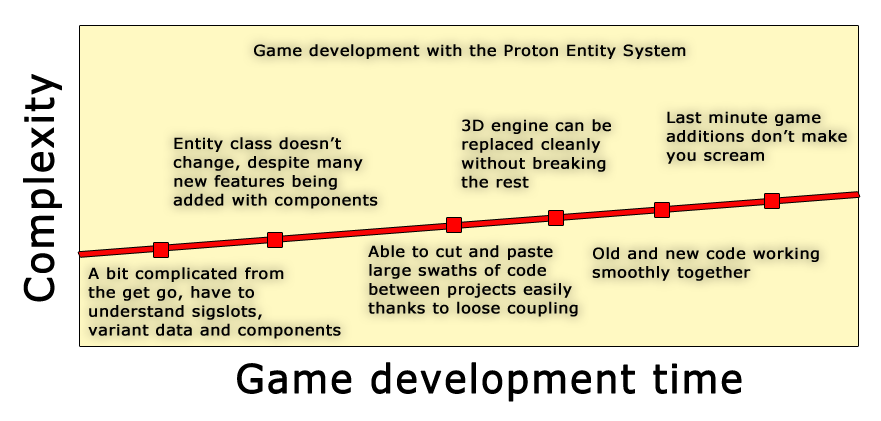 Game development with the Proton Entity System
Complexity
Entity class doesn't
change, despite many
new features being
added with components
3D engine can be
replaced cleanly
without breaking
the rest
Last minute game
additions don't make
you scream
A bit complicated from
the get go, have to
understand sigslots,
variant data and components
Able to cut and paste
large swaths of code
between projects easily
thanks to loose coupling
Old and new code working
smoothly together
Game development time